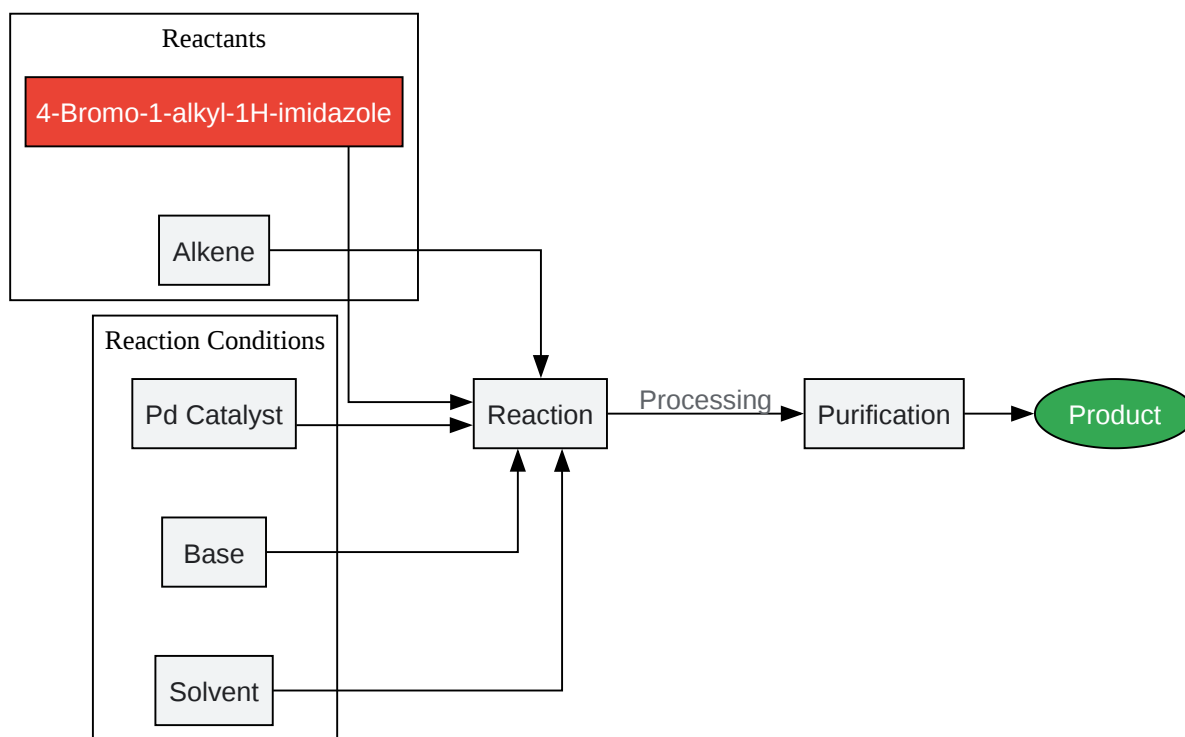 Reactants
4-Bromo-1-alkyl-1H-imidazole
Alkene
Reaction Conditions
Pd Catalyst
Base
Solvent
Reaction
Processing
Purification
Product